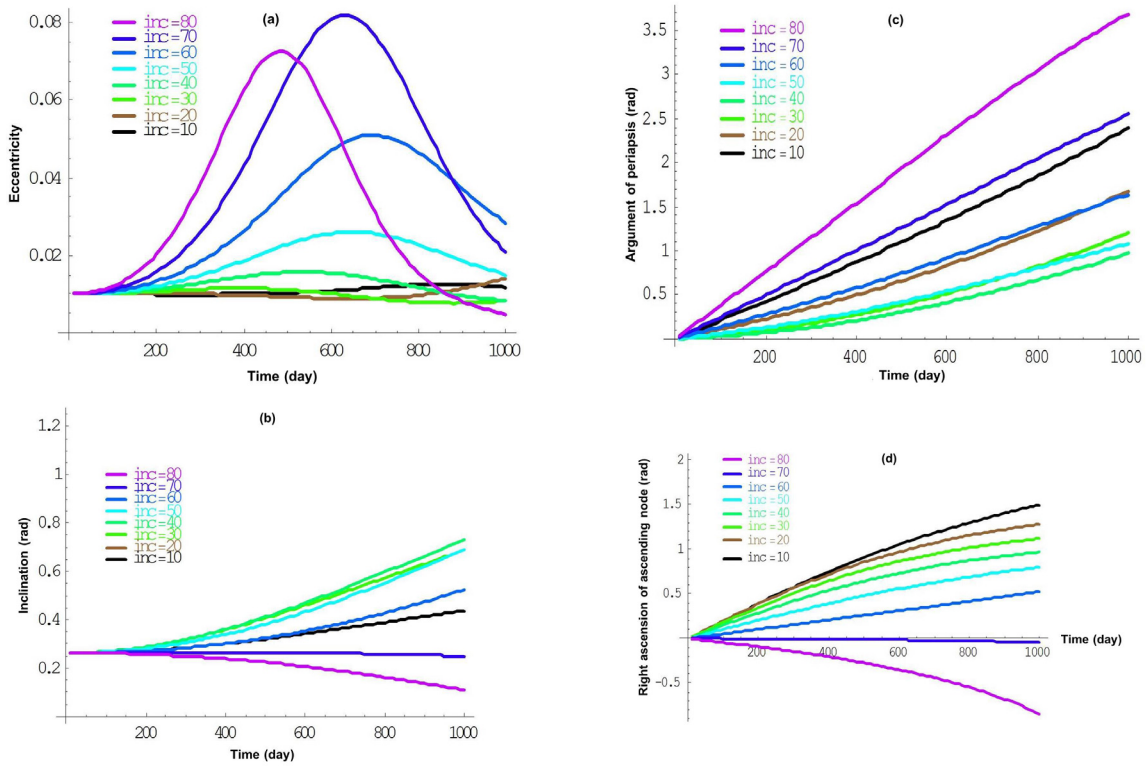 (a)
Eccentricity
0.08
0.06
0.04
0.02
inc=80
inc=70
inc=60
inc=50
inc=40
inc=30
inc=20
inc=10
200
400
600
800
1000
Time (day)
(c)
Argument of periapsis (rad)
3.5
3
2.5
2
1.5
1
0.5
inc=80
inc=70
inc=60
inc=50
inc=40
inc=30
inc=20
inc=10
200
400
600
800
1000
Time (day)
(b)
Inclination (rad)
1.2
1
0.8
0.6
0.4
0.2
inc=80
inc=70
inc=60
inc=50
inc=40
inc=30
inc=20
inc=10
200
400
600
800
1000
Time (day)
(d)
Right ascension of ascending node (rad)
2
1.5
1
0.5
-0.5
inc=80
inc=70
inc=60
inc=50
inc=40
inc=30
inc=20
inc=10
200
400
600
800
1000
Time (day)